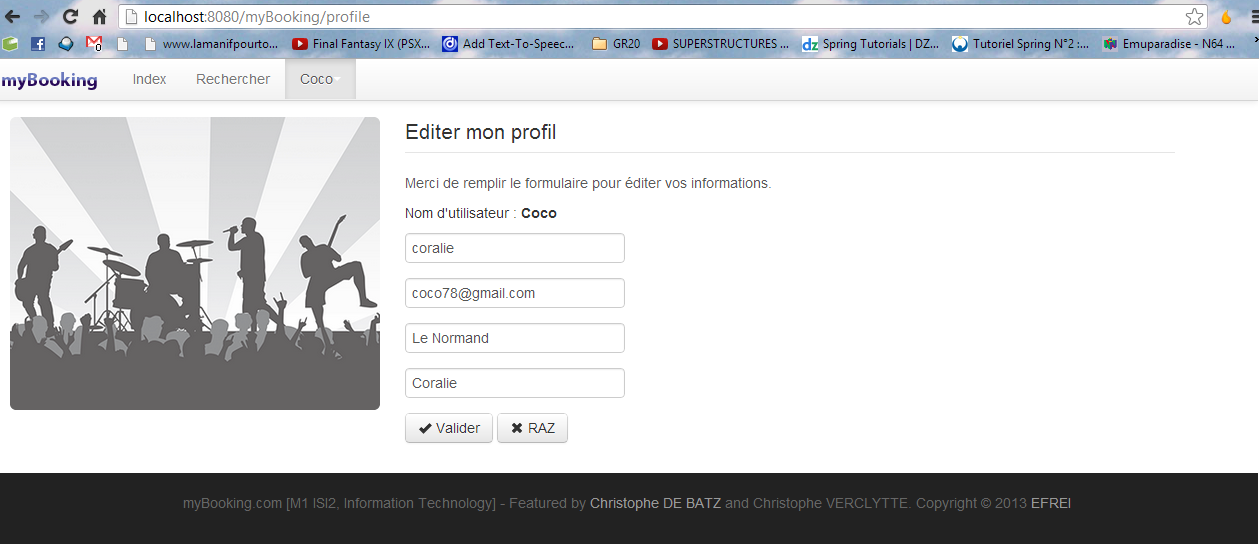 localhost:8080/myBooking/profile
www.lamanifpourto... Final Fantasy IX (PSX... Add Text-To-Speec... GR20 SUPERSTRUCTURES ... Spring Tutorials | DZ... Tutoriel Spring N°2 :... Emuparadise - N64 ...
myBooking Index Rechercher Coco
Editer mon profil
Merci de remplir le formulaire pour éditer vos informations.
Nom d'utilisateur : Coco
coralie
coco78@gmail.com
Le Normand
Coralie
Valider RAZ
myBooking.com [M1 ISI2, Information Technology] - Featured by Christophe DE BATZ and Christophe VERCLYTTE. Copyright © 2013 EFREI